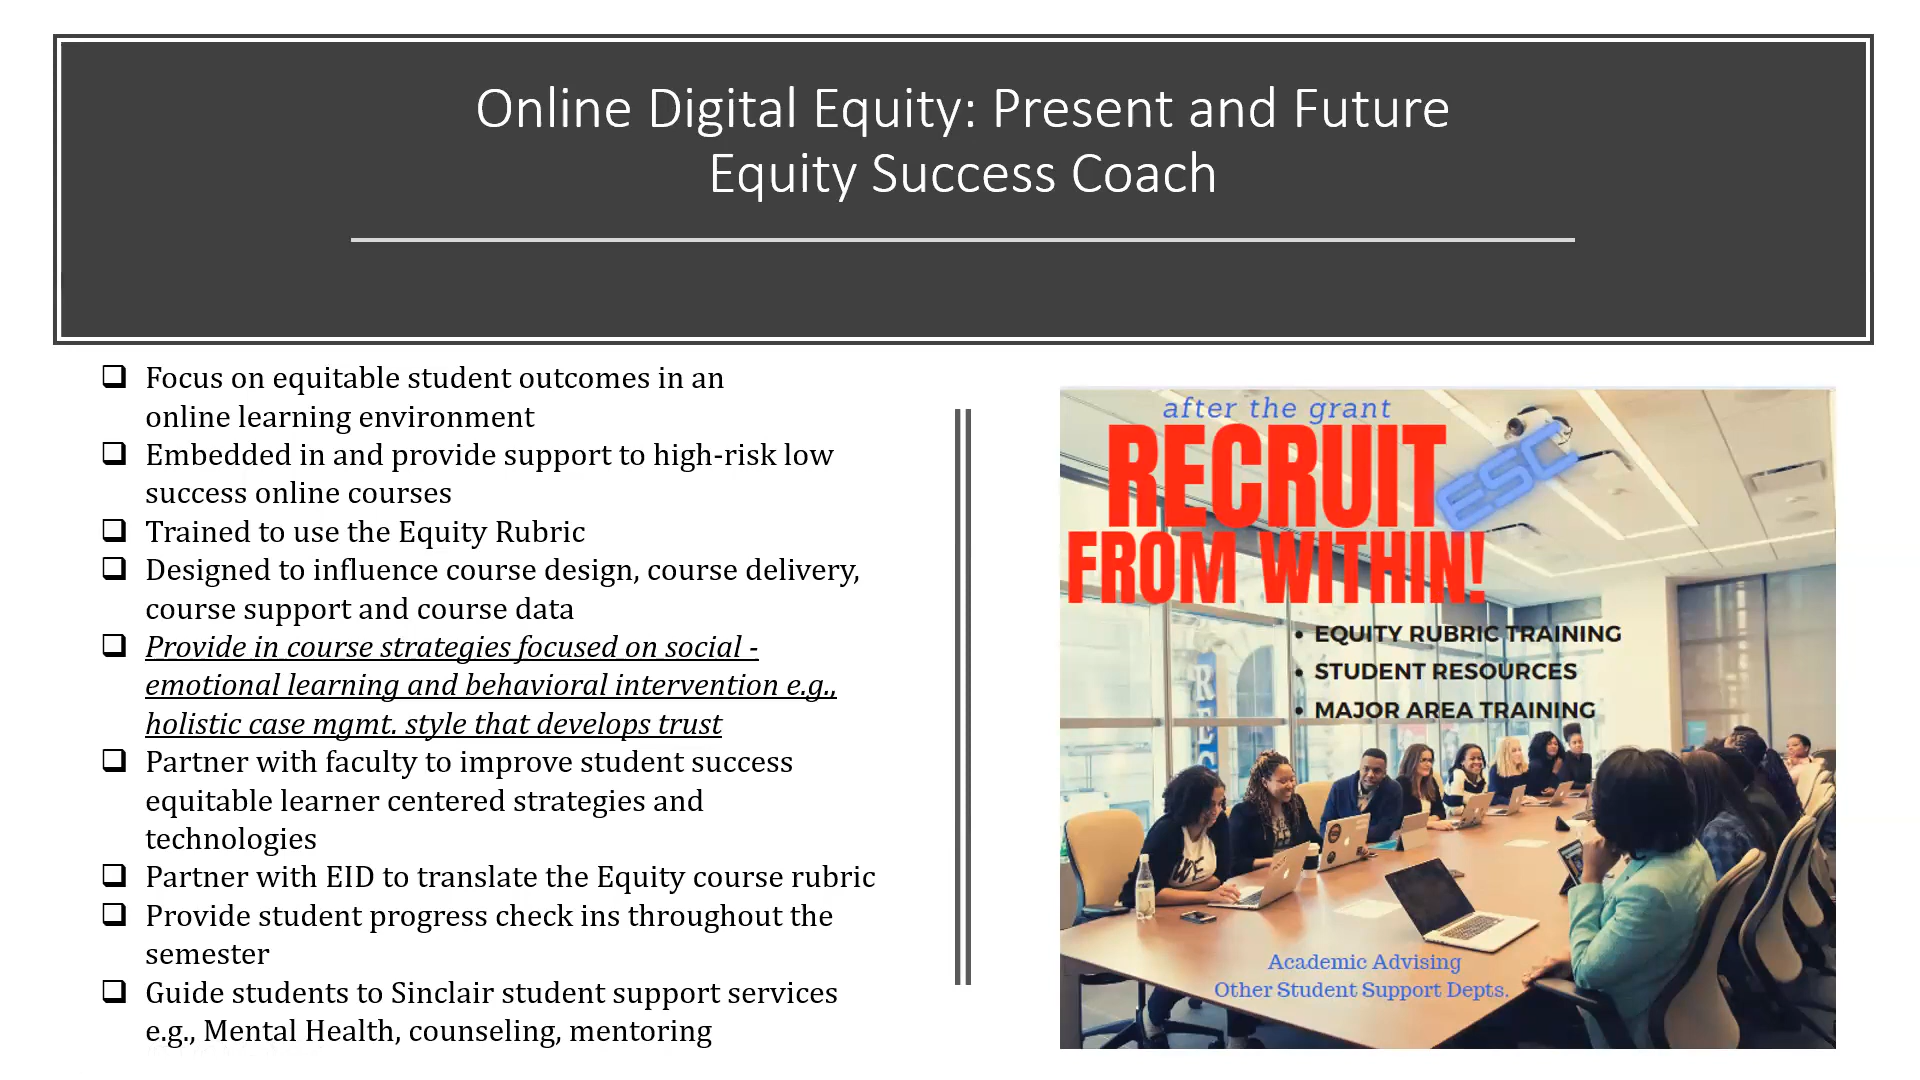 Online Digital Equity: Present and Future
Equity Success Coach
Focus on equitable student outcomes in an
online learning environment
Embedded in and provide support to high-risk low
success online courses
Trained to use the Equity Rubric
Designed to influence course design, course delivery,
course support and course data
Provide in course strategies focused on social -
emotional learning and behavioral intervention e.g.,
holistic case mgmt. style that develops trust
Partner with faculty to improve student success
equitable learner centered strategies and
technologies
Partner with EID to translate the Equity course rubric
Provide student progress check ins throughout the
semester
Guide students to Sinclair student support services
e.g., Mental Health, counseling, mentoring
after the grant
RECRUIT
ESC
FROM WITHIN!
• EQUITY RUBRIC TRAINING
• STUDENT RESOURCES
• MAJOR AREA TRAINING
Academic Advising
Other Student Support Depts.